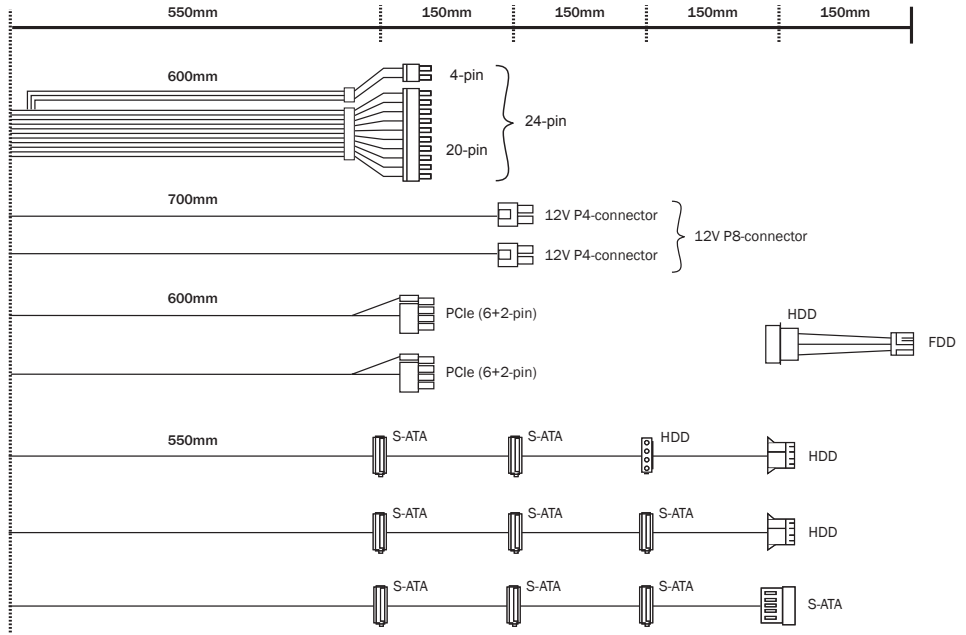 550mm 150mm 150mm 150mm 150mm
600mm
4-pin
24-pin
20-pin
700mm
12V P4-connector
12V P8-connector
12V P4-connector
600mm
PCIe (6+2-pin)
HDD
FDD
PCIe (6+2-pin)
550mm S-ATA S-ATA HDD
HDD
S-ATA S-ATA S-ATA
HDD
S-ATA S-ATA S-ATA
S-ATA